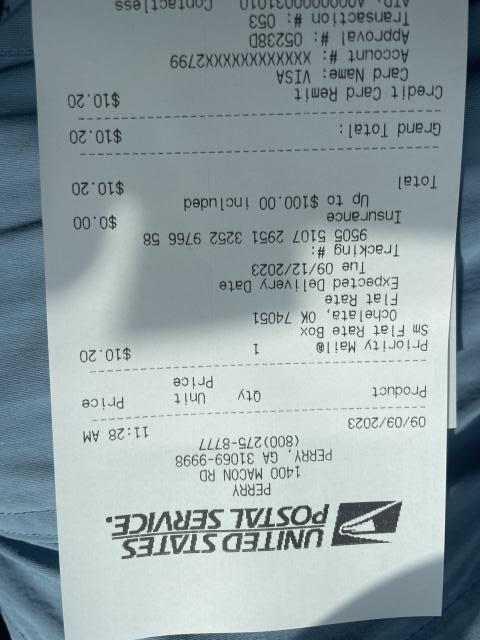 UNITED STATES
POSTAL SERVICE.
PERRY
1400 MACON RD
PERRY, GA 31069-9998
(800)275-8777
09/09/2023 11:28 AM
Product Qty Unit Price
Price
Priority Mail® 1 $10.20
Sm Flat Rate Box
Ochelata, OK 74051
Flat Rate
Expected Delivery Date
Tue 09/12/2023
Tracking #:
9505 5107 2951 3252 9766 58
Insurance $0.00
Up to $100.00 included
Total $10.20
Grand Total: $10.20
Credit Card Remit $10.20
Card Name: VISA
Account #: XXXXXXXXXXXX2799
Approval #: 05238D
Transaction #: 053
Contactless